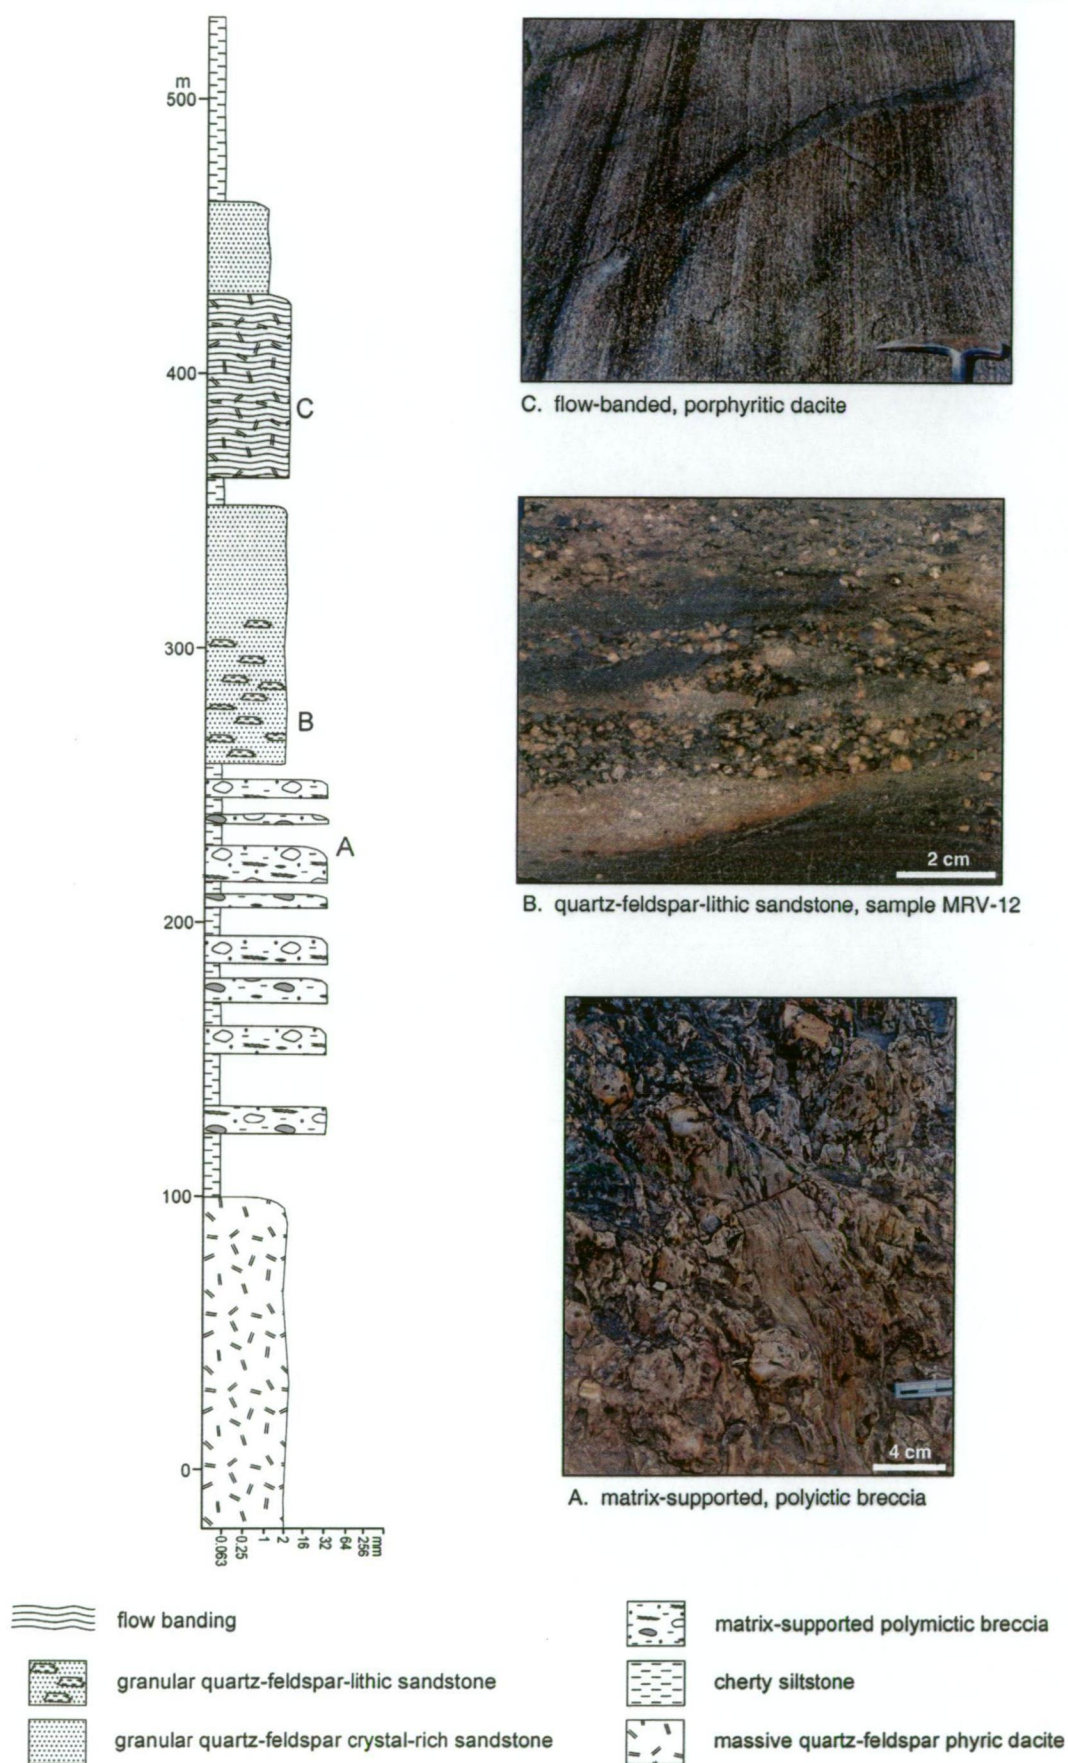 m
500
400
300
200
100
0
C
B
A
0.063
0.25
1
2
16
32
64
256
mm
C. flow-banded, porphyritic dacite
2 cm
B. quartz-feldspar-lithic sandstone, sample MRV-12
4 cm
A. matrix-supported, polyictic breccia
flow banding
granular quartz-feldspar-lithic sandstone
granular quartz-feldspar crystal-rich sandstone
matrix-supported polymictic breccia
cherty siltstone
massive quartz-feldspar phyric dacite